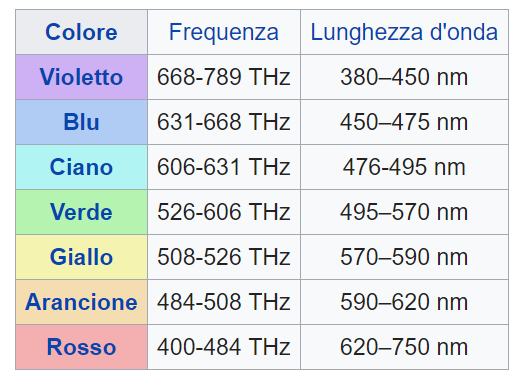 Colore Frequenza Lunghezza d'onda
Violetto 668-789 THz 380–450 nm
Blu 631-668 THz 450–475 nm
Ciano 606-631 THz 476-495 nm
Verde 526-606 THz 495–570 nm
Giallo 508-526 THz 570–590 nm
Arancione 484-508 THz 590–620 nm
Rosso 400-484 THz 620–750 nm